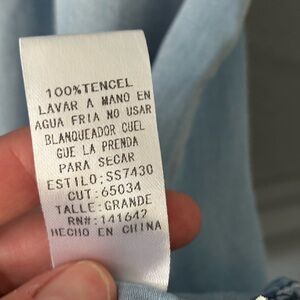 100%TENCEL
LAVAR A MANO EN
AGUA FRIA NO USAR
BLANQUEADOR CUEL
GUE LA PRENDA
PARA SECAR
ESTILO;SS7430
CUT:65034
TALLE:GRANDE
RN#:141642
HECHO EN CHINA